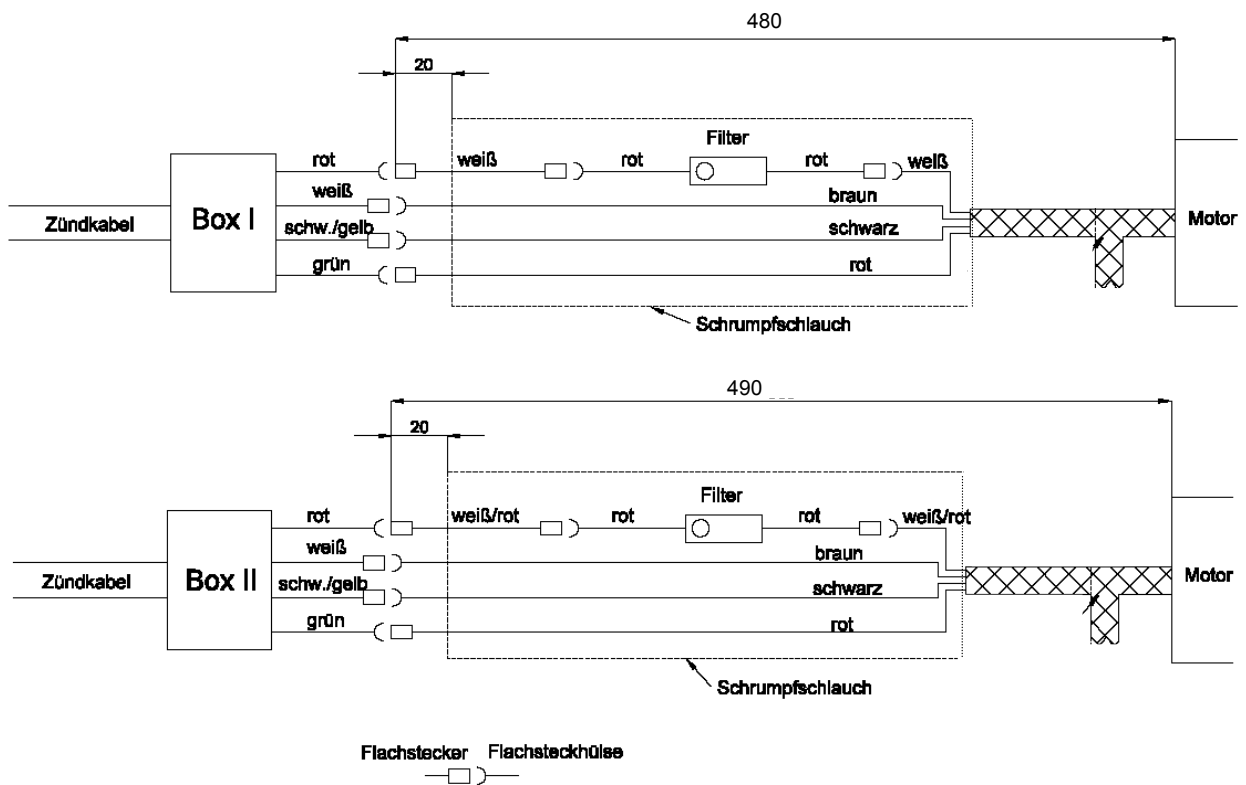 480
20
Filter
rot weiß rot rot weiß
weiß braun
Zündkabel Box I Motor
schw./gelb schwarz
grün rot
Schrumpfschlauch
490
20
Filter
rot weiß/rot rot rot weiß/rot
weiß braun
Zündkabel Box II Motor
schw./gelb schwarz
grün rot
Schrumpfschlauch
Flachstecker Flachsteckhülse